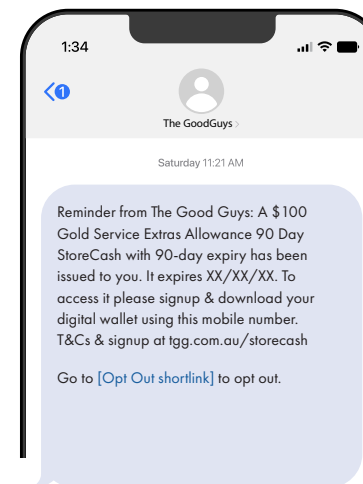 1:34
1
The GoodGuys
Saturday 11:21 AM
Reminder from The Good Guys: A $100
Gold Service Extras Allowance 90 Day
StoreCash with 90-day expiry has been
issued to you. It expires XX/XX/XX. To
access it please signup & download your
digital wallet using this mobile number.
T&Cs & signup at tgg.com.au/storecash
Go to [Opt Out shortlink] to opt out.